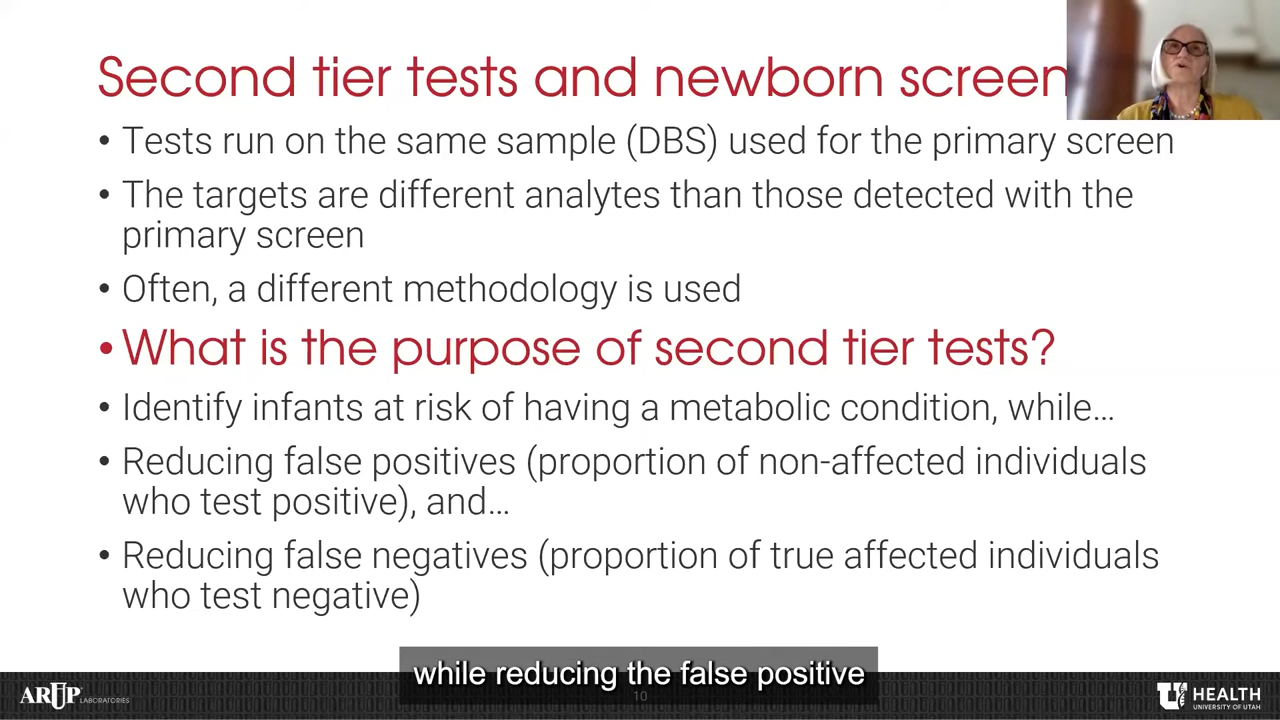 Second tier tests and newborn screen
• Tests run on the same sample (DBS) used for the primary screen
• The targets are different analytes than those detected with the
primary screen
• Often, a different methodology is used
• What is the purpose of second tier tests?
• Identify infants at risk of having a metabolic condition, while…
• Reducing false positives (proportion of non-affected individuals
who test positive), and…
• Reducing false negatives (proportion of true affected individuals
who test negative)
while reducing the false positive
ARUP LABORATORIES
10
U HEALTH
UNIVERSITY OF UTAH